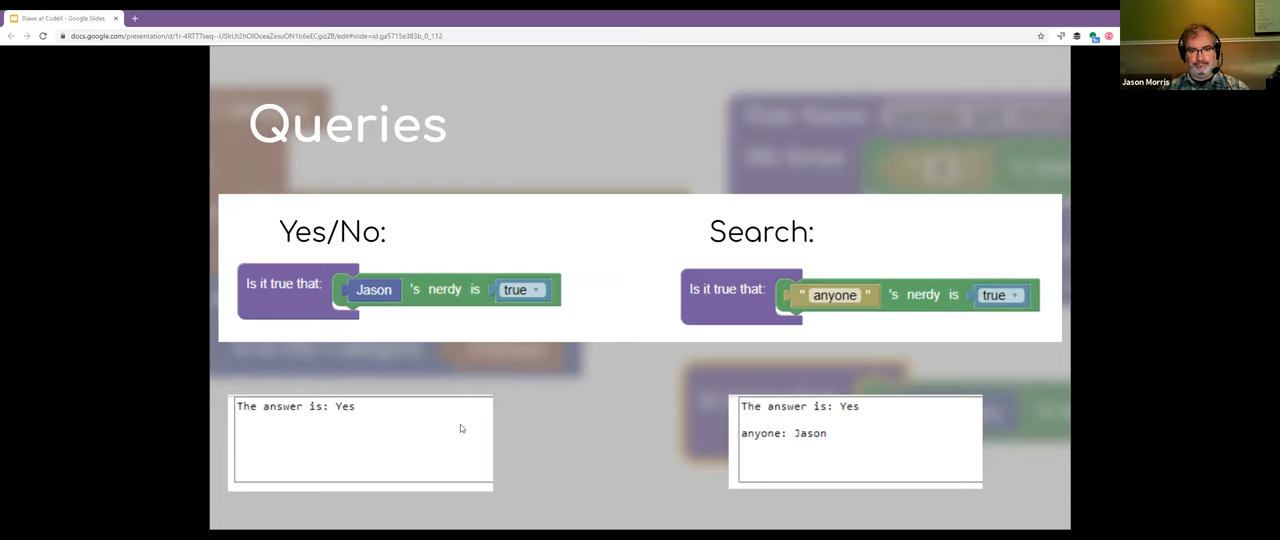 Blawx at CodeX - Google Slides
Jason Morris
Queries
Yes/No:
Is it true that: Jason 's nerdy is true
The answer is: Yes
Search:
Is it true that: " anyone " 's nerdy is true
The answer is: Yes
anyone: Jason